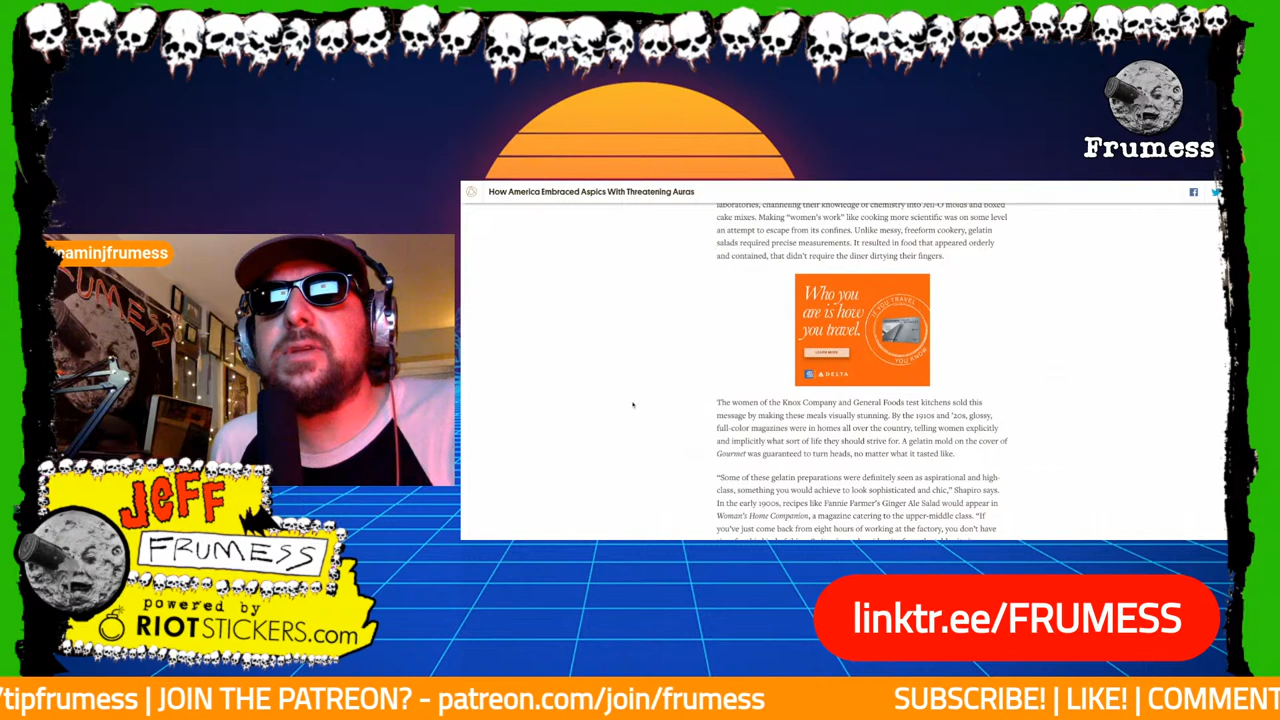 Frumess
How America Embraced Aspics With Threatening Auras
laboratories, channeling their knowledge of chemistry into Jell-O molds and boxed
cake mixes. Making “women’s work” like cooking more scientific was on some level
an attempt to escape from its confines. Unlike messy, freeform cookery, gelatin
salads required precise measurements. It resulted in food that appeared orderly
and contained, that didn’t require the diner dirtying their fingers.
Who you
are is how
you travel.
LEARN MORE
IF YOU TRAVEL
YOU KNOW
DELTA
The women of the Knox Company and General Foods test kitchens sold this
message by making these meals visually stunning. By the 1910s and ’20s, glossy,
full-color magazines were in homes all over the country, telling women explicitly
and implicitly what sort of life they should strive for. A gelatin mold on the cover of
Gourmet was guaranteed to turn heads, no matter what it tasted like.
“Some of these gelatin preparations were definitely seen as aspirational and high-
class, something you would achieve to look sophisticated and chic,” Shapiro says.
In the early 1900s, recipes like Fannie Farmer’s Ginger Ale Salad would appear in
Woman’s Home Companion, a magazine catering to the upper-middle class. “If
you’ve just come back from eight hours of working at the factory, you don’t have
eaminjfrumess
FRUMESS
JEFF
FRUMESS
powered by
RIOTSTICKERS.com
linktr.ee/FRUMESS
/tipfrumess | JOIN THE PATREON? - patreon.com/join/frumess
SUBSCRIBE! | LIKE! | COMMENT